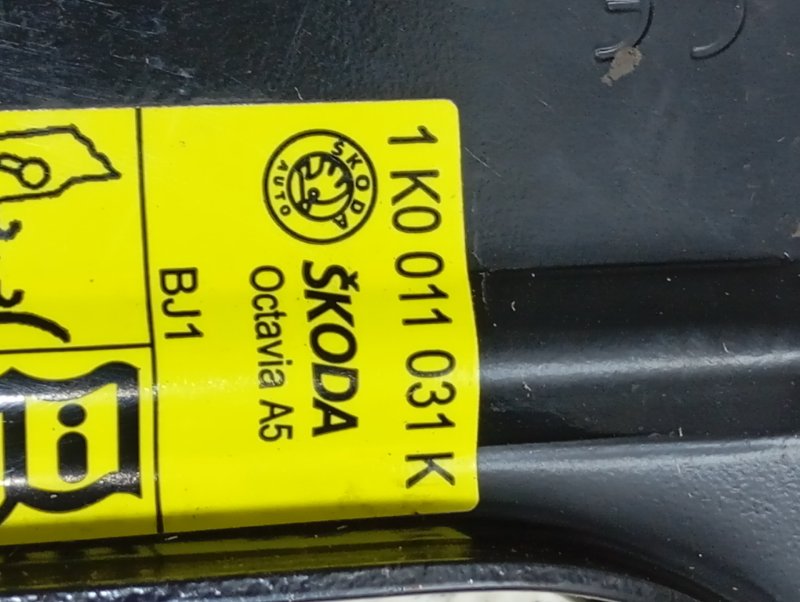 1 K0 011 031 K
ŠKODA
AUTO
ŠKODA
Octavia A5
BJ1